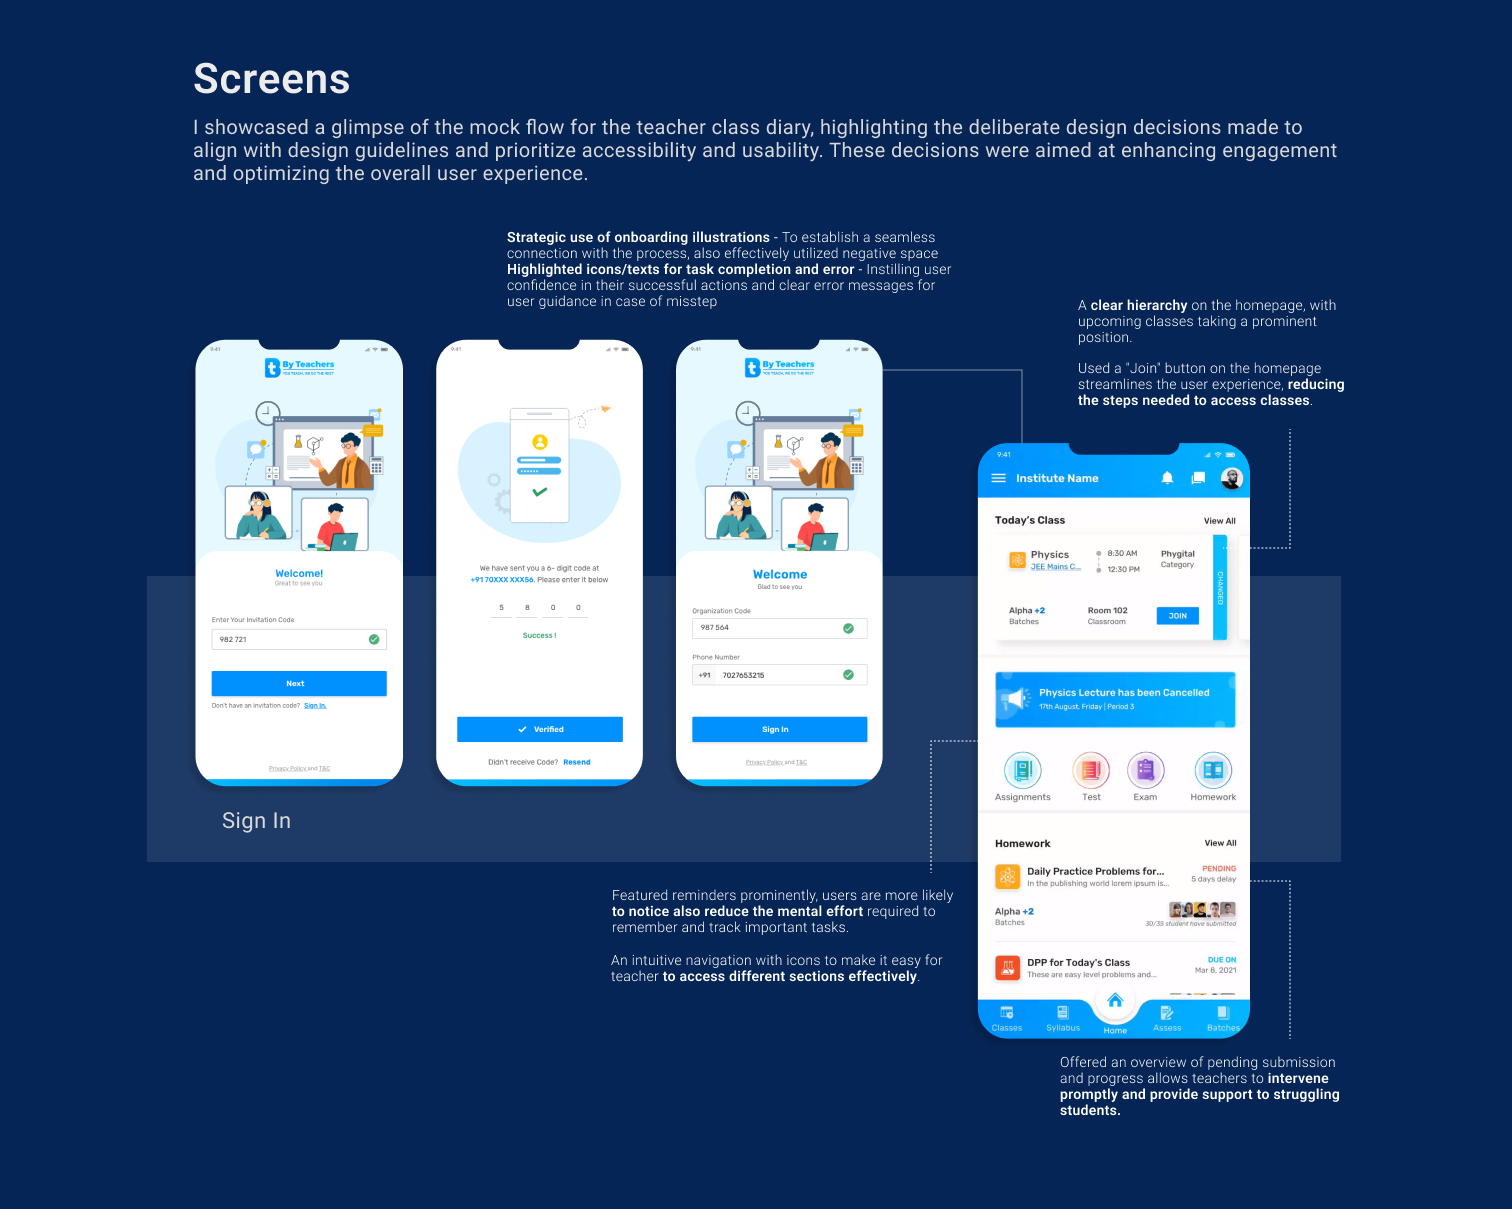 Screens
I showcased a glimpse of the mock flow for the teacher class diary, highlighting the deliberate design decisions made to
align with design guidelines and prioritize accessibility and usability. These decisions were aimed at enhancing engagement
and optimizing the overall user experience.
Strategic use of onboarding illustrations - To establish a seamless
connection with the process, also effectively utilized negative space
Highlighted icons/texts for task completion and error - Instilling user
confidence in their successful actions and clear error messages for
user guidance in case of misstep
A clear hierarchy on the homepage, with
upcoming classes taking a prominent
position.
Used a "Join" button on the homepage
streamlines the user experience, reducing
the steps needed to access classes.
9:41
By Teachers
YOU TEACH, WE DO THE REST
Welcome!
Great to see you
Enter Your Invitation Code
982 721
Next
Don't have an invitation code? Sign In.
Privacy Policy and T&C
9:41
We have sent you a 6- digit code at
+91 70XXX XXX56. Please enter it below
5 8 0 0
Success !
Verified
Didn't receive Code? Resend
9:41
By Teachers
YOU TEACH, WE DO THE REST
Welcome
Glad to see you
Organization Code
987 564
Phone Number
+91 7027653215
Sign In
Privacy Policy and T&C
Sign In
9:41
Institute Name
Today's Class View All
Physics 8:30 AM Phygital
JEE Mains C... 12:30 PM Category
CHANGED
Alpha +2 Room 102 JOIN
Batches Classroom
Physics Lecture has been Cancelled
17th August, Friday | Period 3
Assignments Test Exam Homework
Homework View All
Daily Practice Problems for... PENDING
In the publishing world lorem ipsum is... 5 days delay
Alpha +2
Batches 30/35 student have submitted
DPP for Today's Class DUE ON
These are easy level problems and... Mar 8, 2021
Classes Syllabus Home Assess Batches
Featured reminders prominently, users are more likely
to notice also reduce the mental effort required to
remember and track important tasks.
An intuitive navigation with icons to make it easy for
teacher to access different sections effectively.
Offered an overview of pending submission
and progress allows teachers to intervene
promptly and provide support to struggling
students.